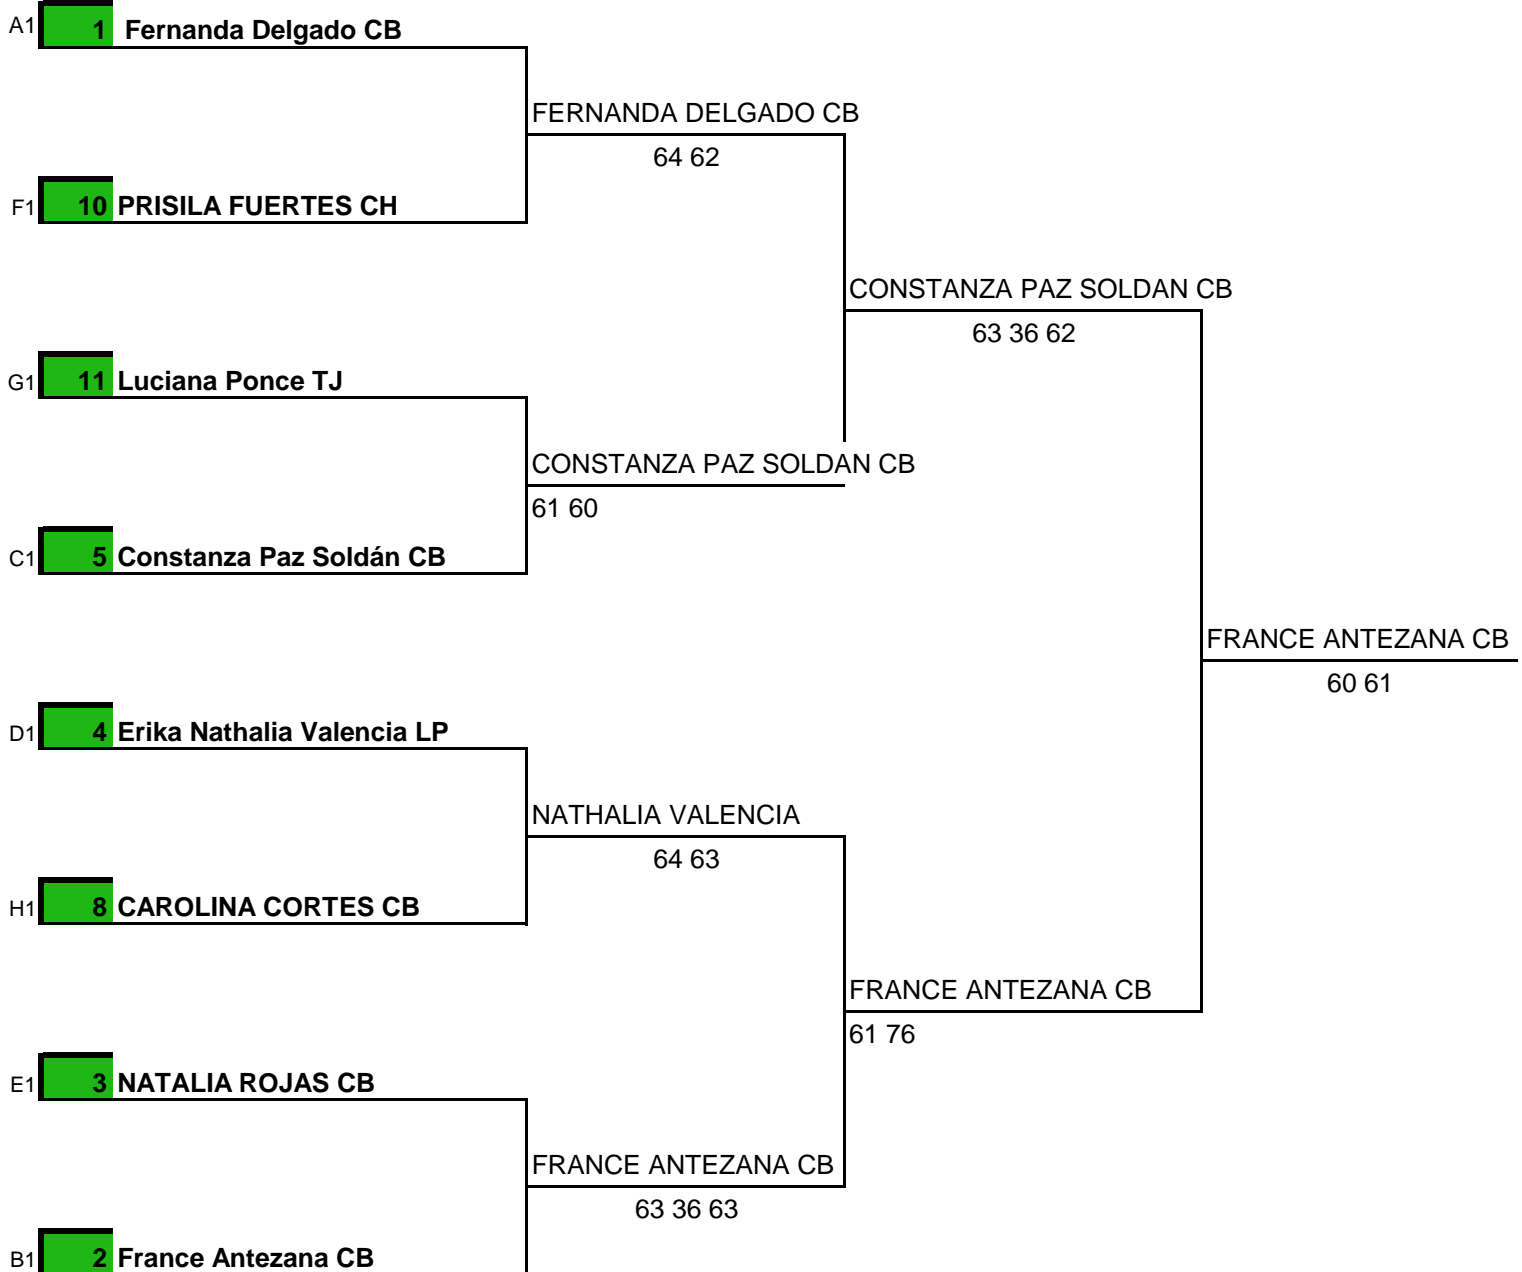 A1 1 Fernanda Delgado CB
FERNANDA DELGADO CB
64 62
F1 10 PRISILA FUERTES CH
CONSTANZA PAZ SOLDAN CB
63 36 62
G1 11 Luciana Ponce TJ
CONSTANZA PAZ SOLDAN CB
61 60
C1 5 Constanza Paz Soldán CB
FRANCE ANTEZANA CB
60 61
D1 4 Erika Nathalia Valencia LP
NATHALIA VALENCIA
64 63
H1 8 CAROLINA CORTES CB
FRANCE ANTEZANA CB
61 76
E1 3 NATALIA ROJAS CB
FRANCE ANTEZANA CB
63 36 63
B1 2 France Antezana CB